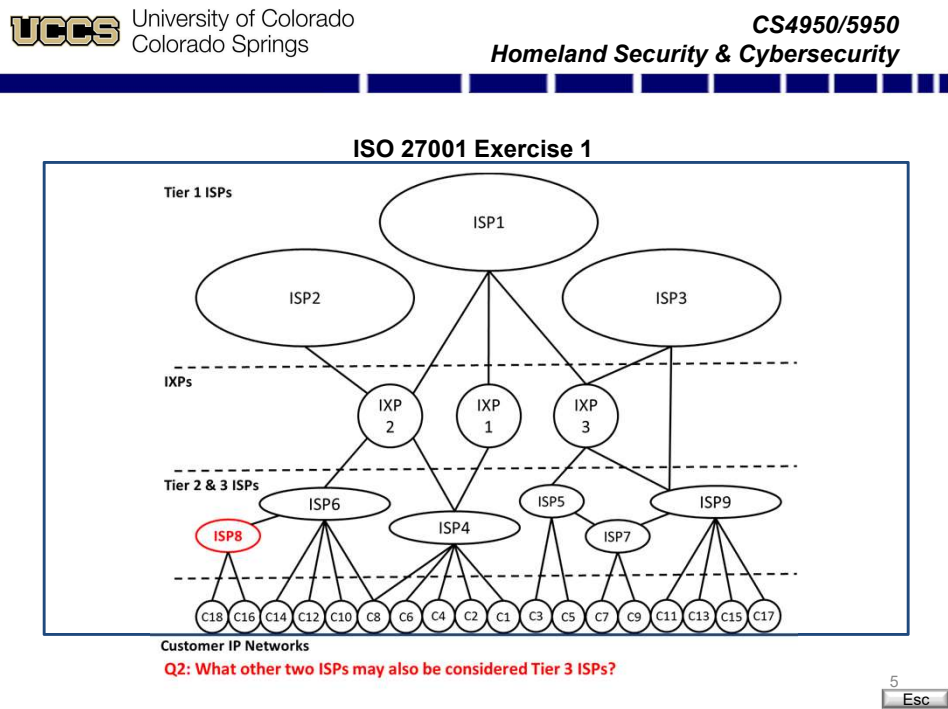 UCCS University of Colorado
Colorado Springs
CS4950/5950
Homeland Security & Cybersecurity
ISO 27001 Exercise 1
Tier 1 ISPs
ISP1
ISP2
ISP3
IXPs
IXP
2
IXP
1
IXP
3
Tier 2 & 3 ISPs
ISP6
ISP4
ISP5
ISP9
ISP8
ISP7
C18 C16 C14 C12 C10 C8 C6 C4 C2 C1 C3 C5 C7 C9 C11 C13 C15 C17
Customer IP Networks
Q2: What other two ISPs may also be considered Tier 3 ISPs?
5
Esc